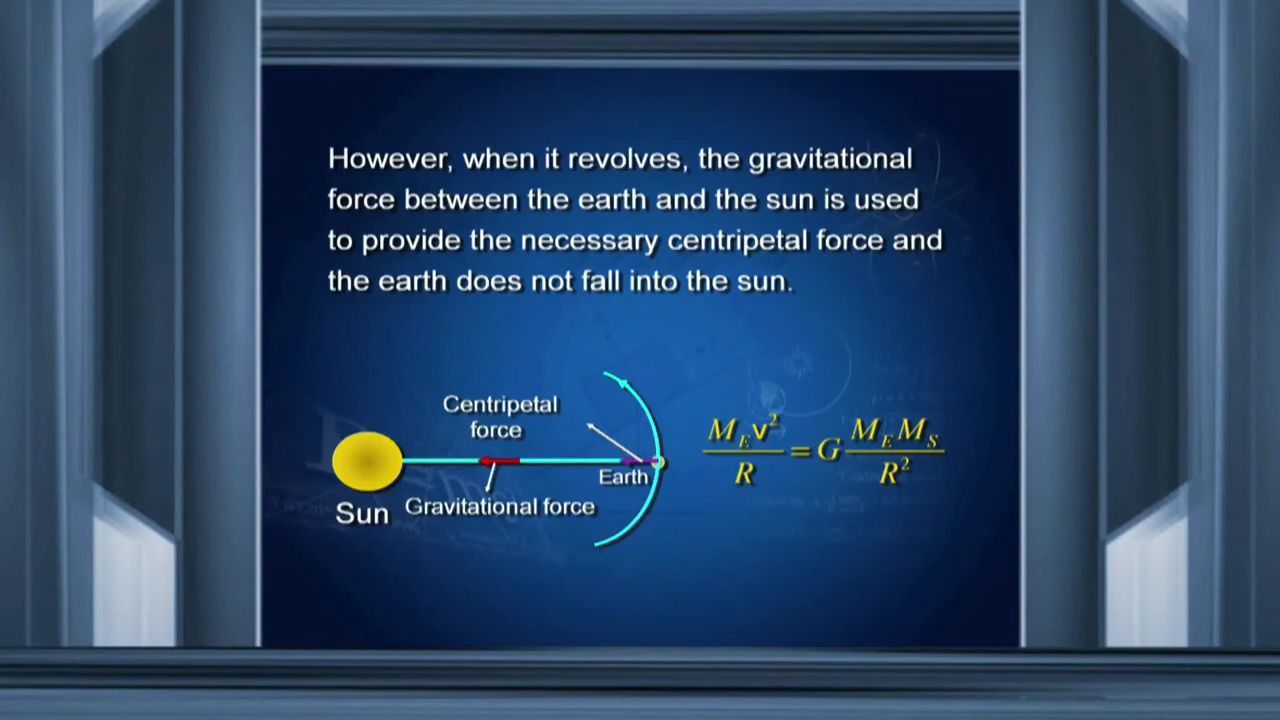 However, when it revolves, the gravitational
force between the earth and the sun is used
to provide the necessary centripetal force and
the earth does not fall into the sun.
Centripetal
force
Earth
Sun
Gravitational force
M_E v² / R = G M_E M_S / R²